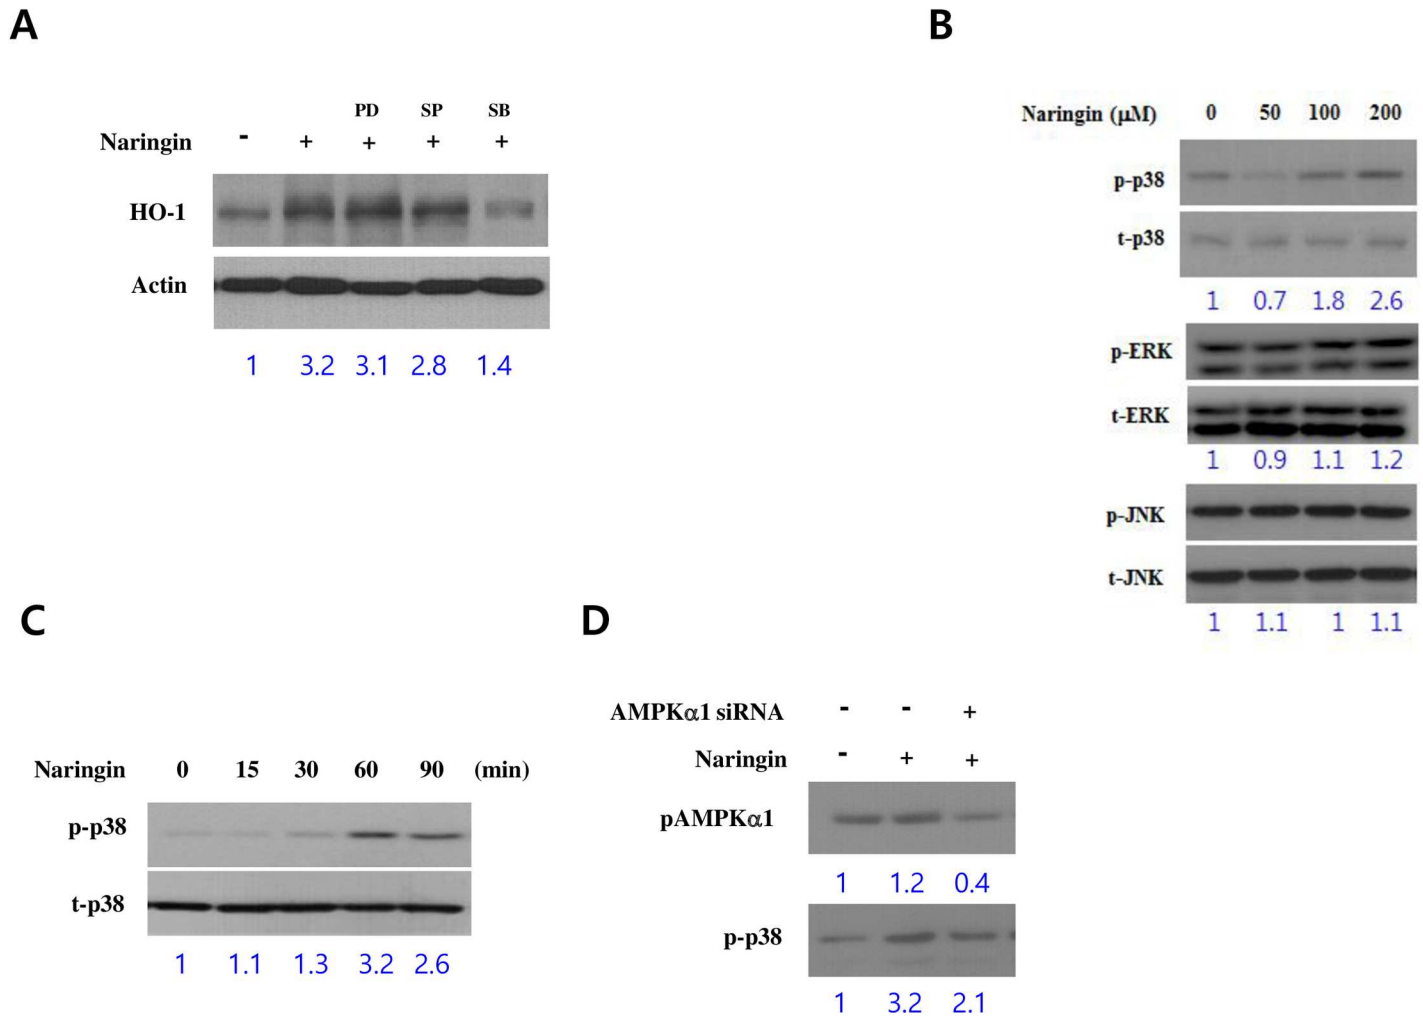 A
PD SP SB
Naringin - + + + +
HO-1
Actin
1 3.2 3.1 2.8 1.4
B
Naringin (μM) 0 50 100 200
p-p38
t-p38
1 0.7 1.8 2.6
p-ERK
t-ERK
1 0.9 1.1 1.2
p-JNK
t-JNK
1 1.1 1 1.1
C
Naringin 0 15 30 60 90 (min)
p-p38
t-p38
1 1.1 1.3 3.2 2.6
D
AMPKα1 siRNA - - +
Naringin - + +
pAMPKα1
1 1.2 0.4
p-p38
1 3.2 2.1